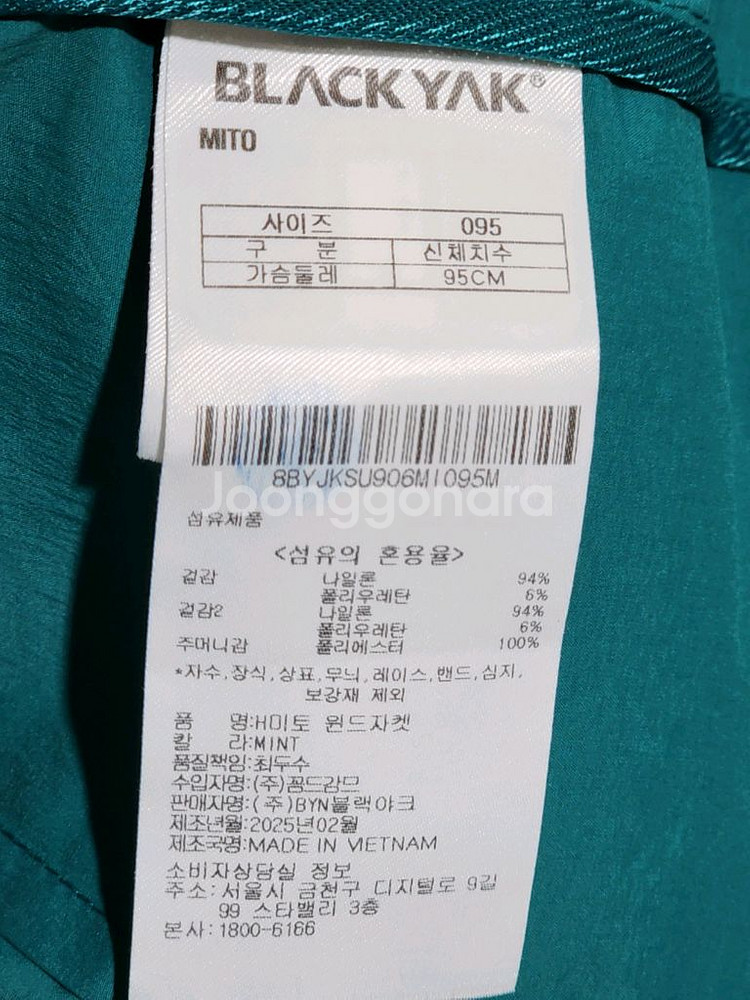 BLACKYAK®
MITO
사이즈 095
구 분 신체치수
가슴둘레 95CM
8BYJKSU906MI095M
Joonggonara
섬유제품
<섬유의 혼용율>
겉감 나일론 94%
폴리우레탄 6%
겉감2 나일론 94%
폴리우레탄 6%
주머니감 폴리에스터 100%
*자수,장식,상표,무늬,레이스,밴드,심지,
보강재 제외
품 명:H미토 윈드자켓
칼 라:MINT
품질책임:최두수
수입자명:(주)꼼드감므
판매자명:(주)BYN블랙야크
제조년월:2025년02월
제조국명:MADE IN VIETNAM
소비자상담실 정보
주소:서울시 금천구 디지털로 9길
99 스타밸리 3층
본사:1800-6166